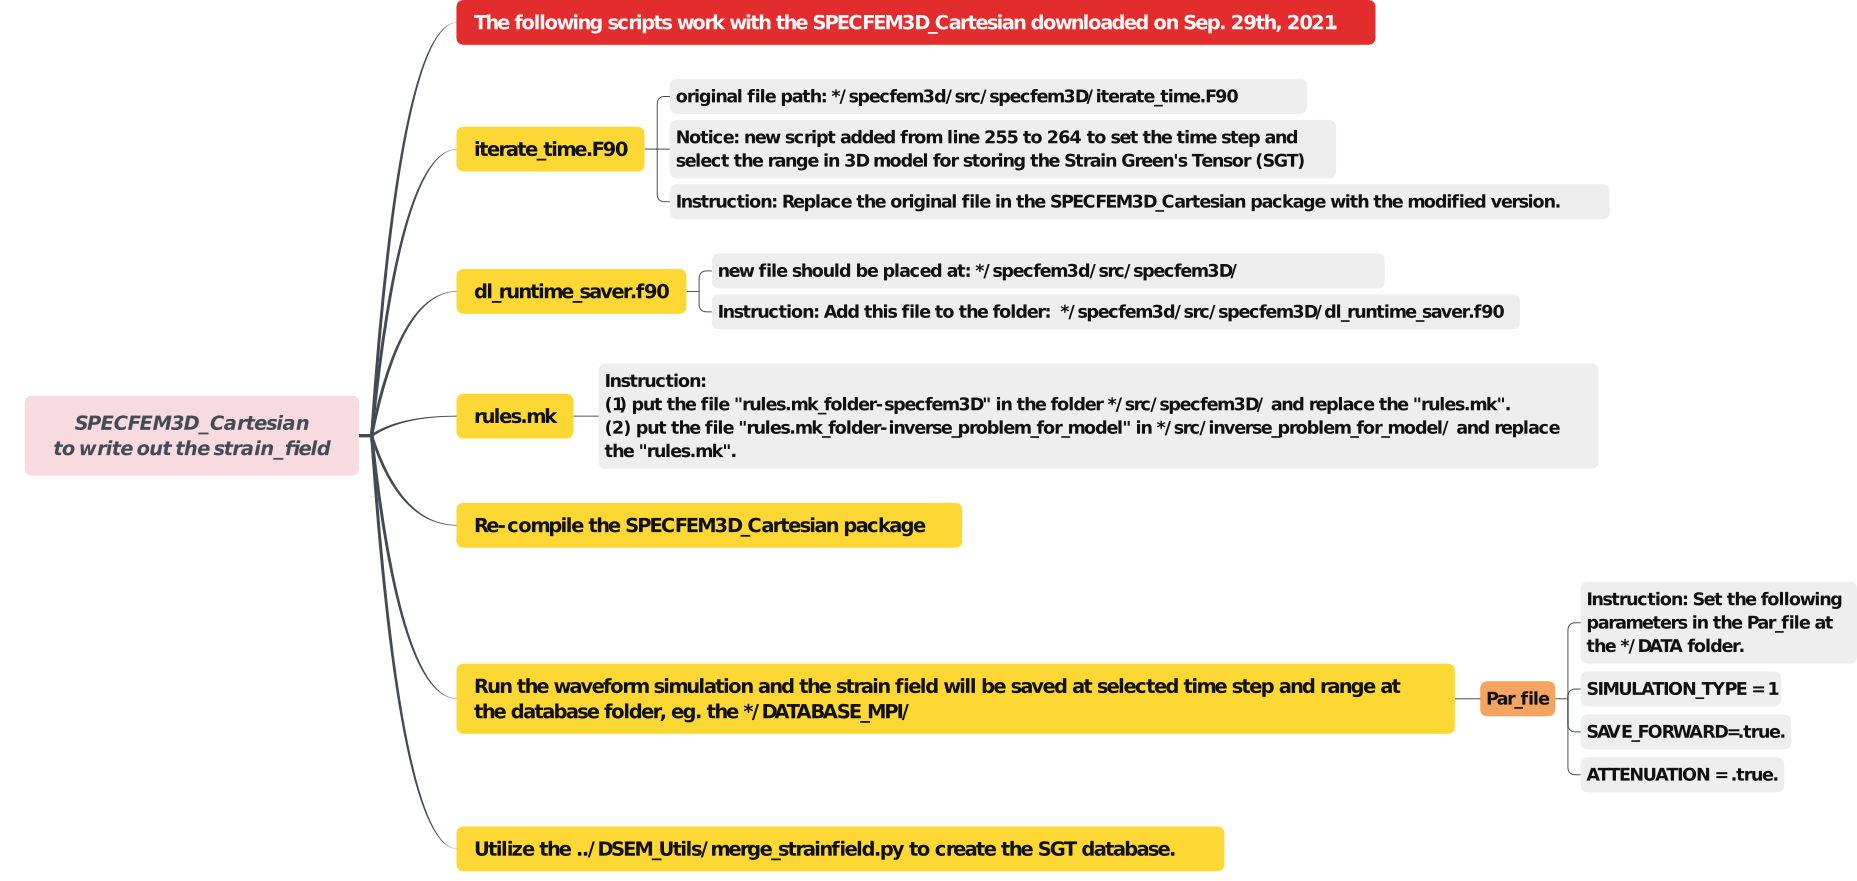 The following scripts work with the SPECFEM3D_Cartesian downloaded on Sep. 29th, 2021
original file path: */specfem3d/src/specfem3D/iterate_time.F90
iterate_time.F90
Notice: new script added from line 255 to 264 to set the time step and
select the range in 3D model for storing the Strain Green's Tensor (SGT)
Instruction: Replace the original file in the SPECFEM3D_Cartesian package with the modified version.
dl_runtime_saver.f90
new file should be placed at: */specfem3d/src/specfem3D/
Instruction: Add this file to the folder:  */specfem3d/src/specfem3D/dl_runtime_saver.f90
rules.mk
Instruction:
(1) put the file "rules.mk_folder-specfem3D" in the folder */src/specfem3D/ and replace the "rules.mk".
(2) put the file "rules.mk_folder-inverse_problem_for_model" in */src/inverse_problem_for_model/ and replace
the "rules.mk".
SPECFEM3D_Cartesian
to write out the strain_field
Re-compile the SPECFEM3D_Cartesian package
Run the waveform simulation and the strain field will be saved at selected time step and range at
the database folder, eg. the */DATABASE_MPI/
Par_file
Instruction: Set the following
parameters in the Par_file at
the */DATA folder.
SIMULATION_TYPE = 1
SAVE_FORWARD=.true.
ATTENUATION = .true.
Utilize the ../DSEM_Utils/merge_strainfield.py to create the SGT database.